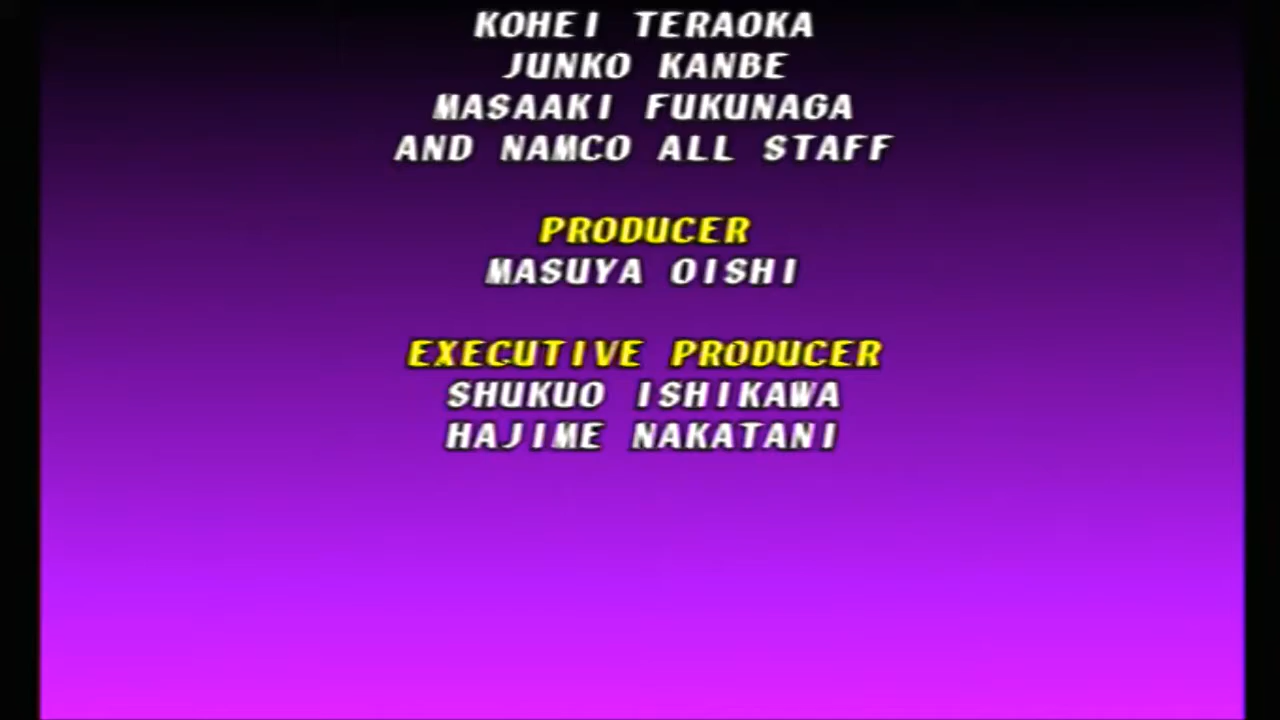 KOHEI TERAOKA
JUNKO KANBE
MASAAKI FUKUNAGA
AND NAMCO ALL STAFF
PRODUCER
MASUYA OISHI
EXECUTIVE PRODUCER
SHUKUO ISHIKAWA
HAJIME NAKATANI